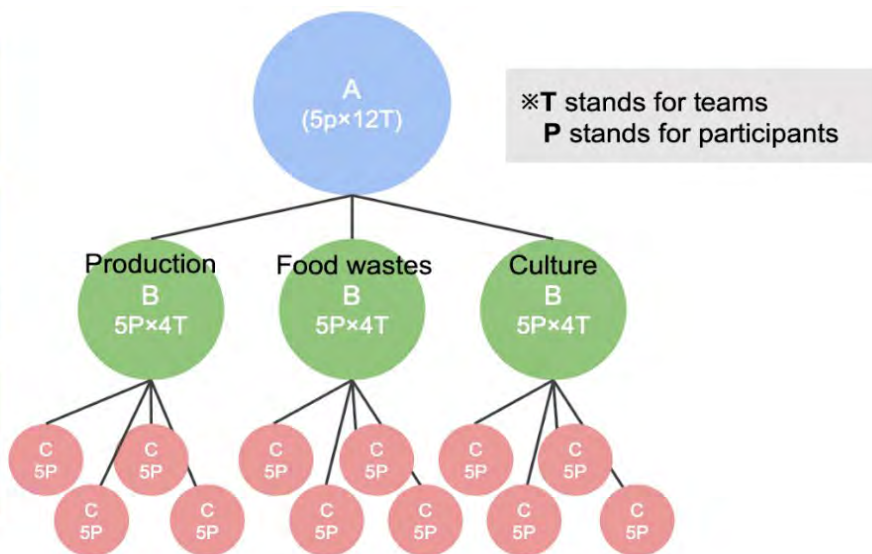 A
(5p×12T)
※T stands for teams
P stands for participants
Production
B
5P×4T
Food wastes
B
5P×4T
Culture
B
5P×4T
C
5P
C
5P
C
5P
C
5P
C
5P
C
5P
C
5P
C
5P
C
5P
C
5P
C
5P
C
5P